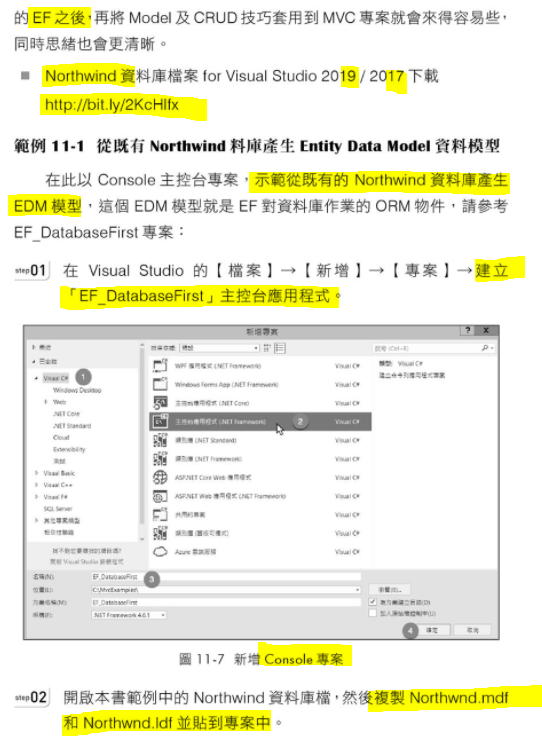 的 EF 之後,再將 Model 及 CRUD 技巧套用到 MVC 專案就會來得容易些,
同時思緒也會更清晰。
■ Northwind 資料庫檔案 for Visual Studio 2019 / 2017 下載
http://bit.ly/2KcHlfx
範例 11-1 從既有 Northwind 料庫產生 Entity Data Model 資料模型
在此以 Console 主控台專案,示範從既有的 Northwind 資料庫產生
EDM 模型,這個 EDM 模型就是 EF 對資料庫作業的 ORM 物件,請參考
EF_DatabaseFirst 專案:
step01 在 Visual Studio 的【檔案】→【新增】→【專案】→建立
「EF_DatabaseFirst」主控台應用程式。
新增專案
? X
▷ 最近
▲ 已安裝
▲ Visual C# 1
Windows Desktop
▷ Web
.NET Core
.NET Standard
Cloud
Extensibility
測試
▷ Visual Basic
▷ Visual C++
▷ Visual F#
SQL Server
▷ 其他專案類型
找不到您要尋找的項目嗎?
開啟 Visual Studio 安裝程式
排序依據: 預設
搜尋 (Ctrl+E)
WPF 應用程式 (.NET Framework) Visual C#
Windows Forms App (.NET Framework) Visual C#
主控台應用程式 (.NET Core) Visual C#
主控台應用程式 (.NET Framework) 2 Visual C#
類別庫 (.NET Standard) Visual C#
類別庫 (.NET Framework) Visual C#
ASP.NET Core Web 應用程式 Visual C#
ASP.NET Web 應用程式 (.NET Framework) Visual C#
共用的專案 Visual C#
類別庫 (舊版可攜式) Visual C#
Azure 雲端服務 Visual C#
類型: Visual C#
建立命令列應用程式專案
名稱(N): EF_DatabaseFirst 3
位置(L): C:\MvcExamples\
瀏覽(B)...
方案名稱(M): EF_DatabaseFirst
為方案建立目錄(D)
架構(F): .NET Framework 4.6.1
加入原始檔控制(U)
4 確定 取消
圖 11-7 新增 Console 專案
step02 開啟本書範例中的 Northwind 資料庫檔,然後複製 Northwnd.mdf
和 Northwnd.ldf 並貼到專案中。